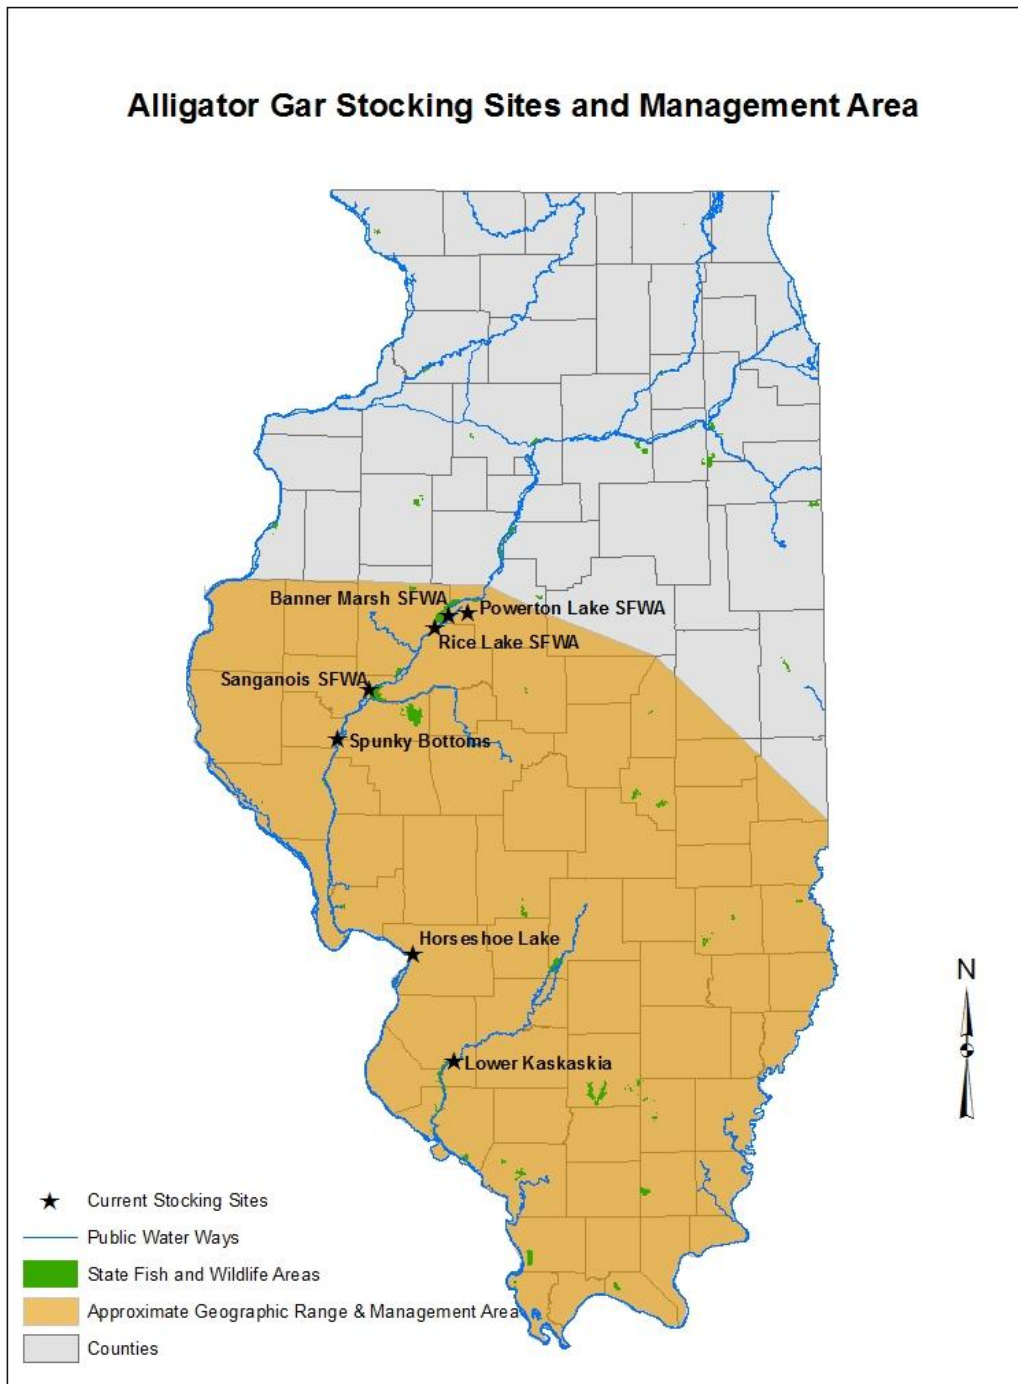 Alligator Gar Stocking Sites and Management Area
Banner Marsh SFWA
Powerton Lake SFWA
Rice Lake SFWA
Sanganois SFWA
Spunky Bottoms
Horseshoe Lake
Lower Kaskaskia
N
Current Stocking Sites
Public Water Ways
State Fish and Wildlife Areas
Approximate Geographic Range & Management Area
Counties